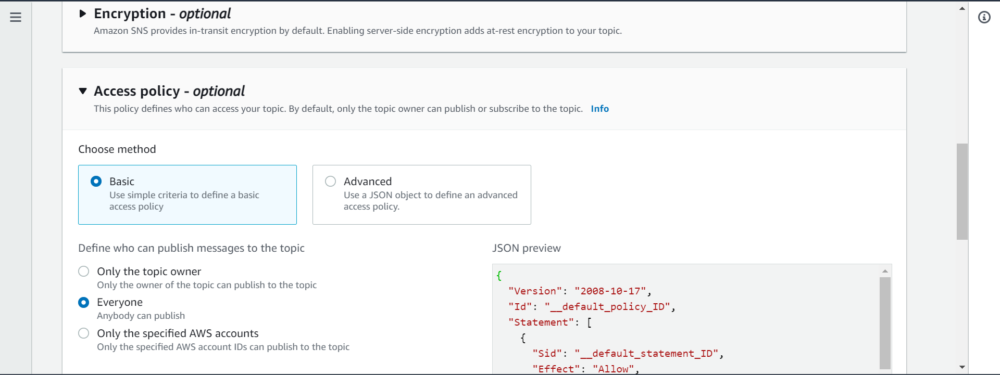 Encryption - optional
Amazon SNS provides in-transit encryption by default. Enabling server-side encryption adds at-rest encryption to your topic.
Access policy - optional
This policy defines who can access your topic. By default, only the topic owner can publish or subscribe to the topic. Info
Choose method
Basic
Use simple criteria to define a basic
access policy
Advanced
Use a JSON object to define an advanced
access policy.
Define who can publish messages to the topic
Only the topic owner
Only the owner of the topic can publish to the topic
Everyone
Anybody can publish
Only the specified AWS accounts
Only the specified AWS account IDs can publish to the topic
JSON preview
{
"Version": "2008-10-17",
"Id": "__default_policy_ID",
"Statement": [
{
"Sid": "__default_statement_ID",
"Effect": "Allow",